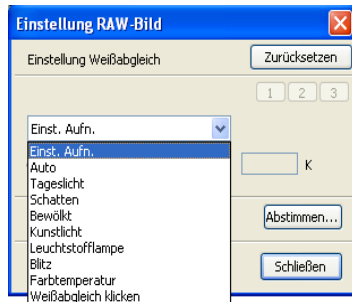 Einstellung RAW-Bild
Einstellung Weißabgleich
Zurücksetzen
1 2 3
Einst. Aufn.
Einst. Aufn.
Auto
Tageslicht
Schatten
Bewölkt
Kunstlicht
Leuchtstofflampe
Blitz
Farbtemperatur
Weißabgleich klicken
K
Abstimmen...
Schließen